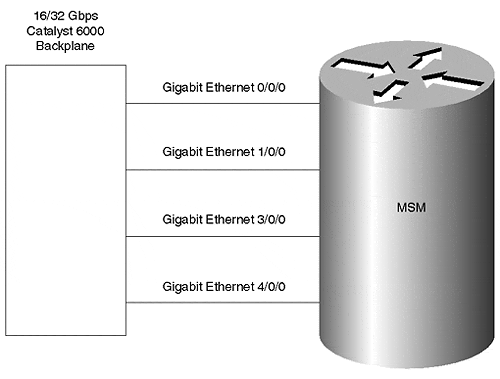 16/32 Gbps
Catalyst 6000
Backplane
Gigabit Ethernet 0/0/0
Gigabit Ethernet 1/0/0
Gigabit Ethernet 3/0/0
Gigabit Ethernet 4/0/0
MSM